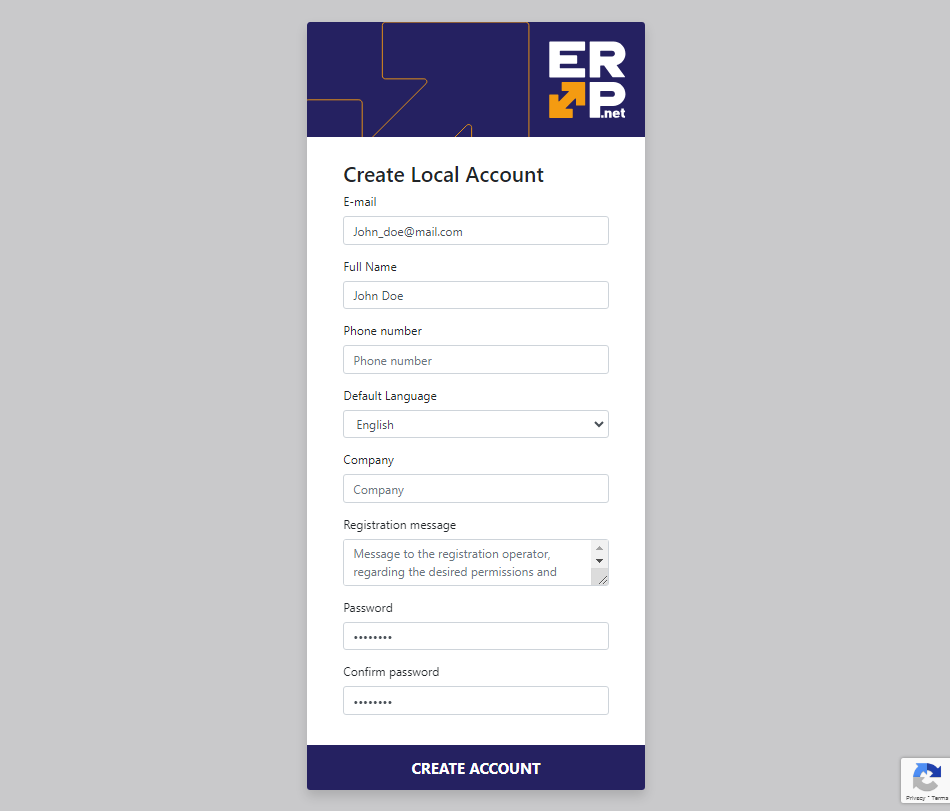 ER
P
.net
Create Local Account
E-mail
John_doe@mail.com
Full Name
John Doe
Phone number
Phone number
Default Language
English
Company
Company
Registration message
Message to the registration operator,
regarding the desired permissions and
Password
••••••••
Confirm password
••••••••
CREATE ACCOUNT
Privacy - Terms